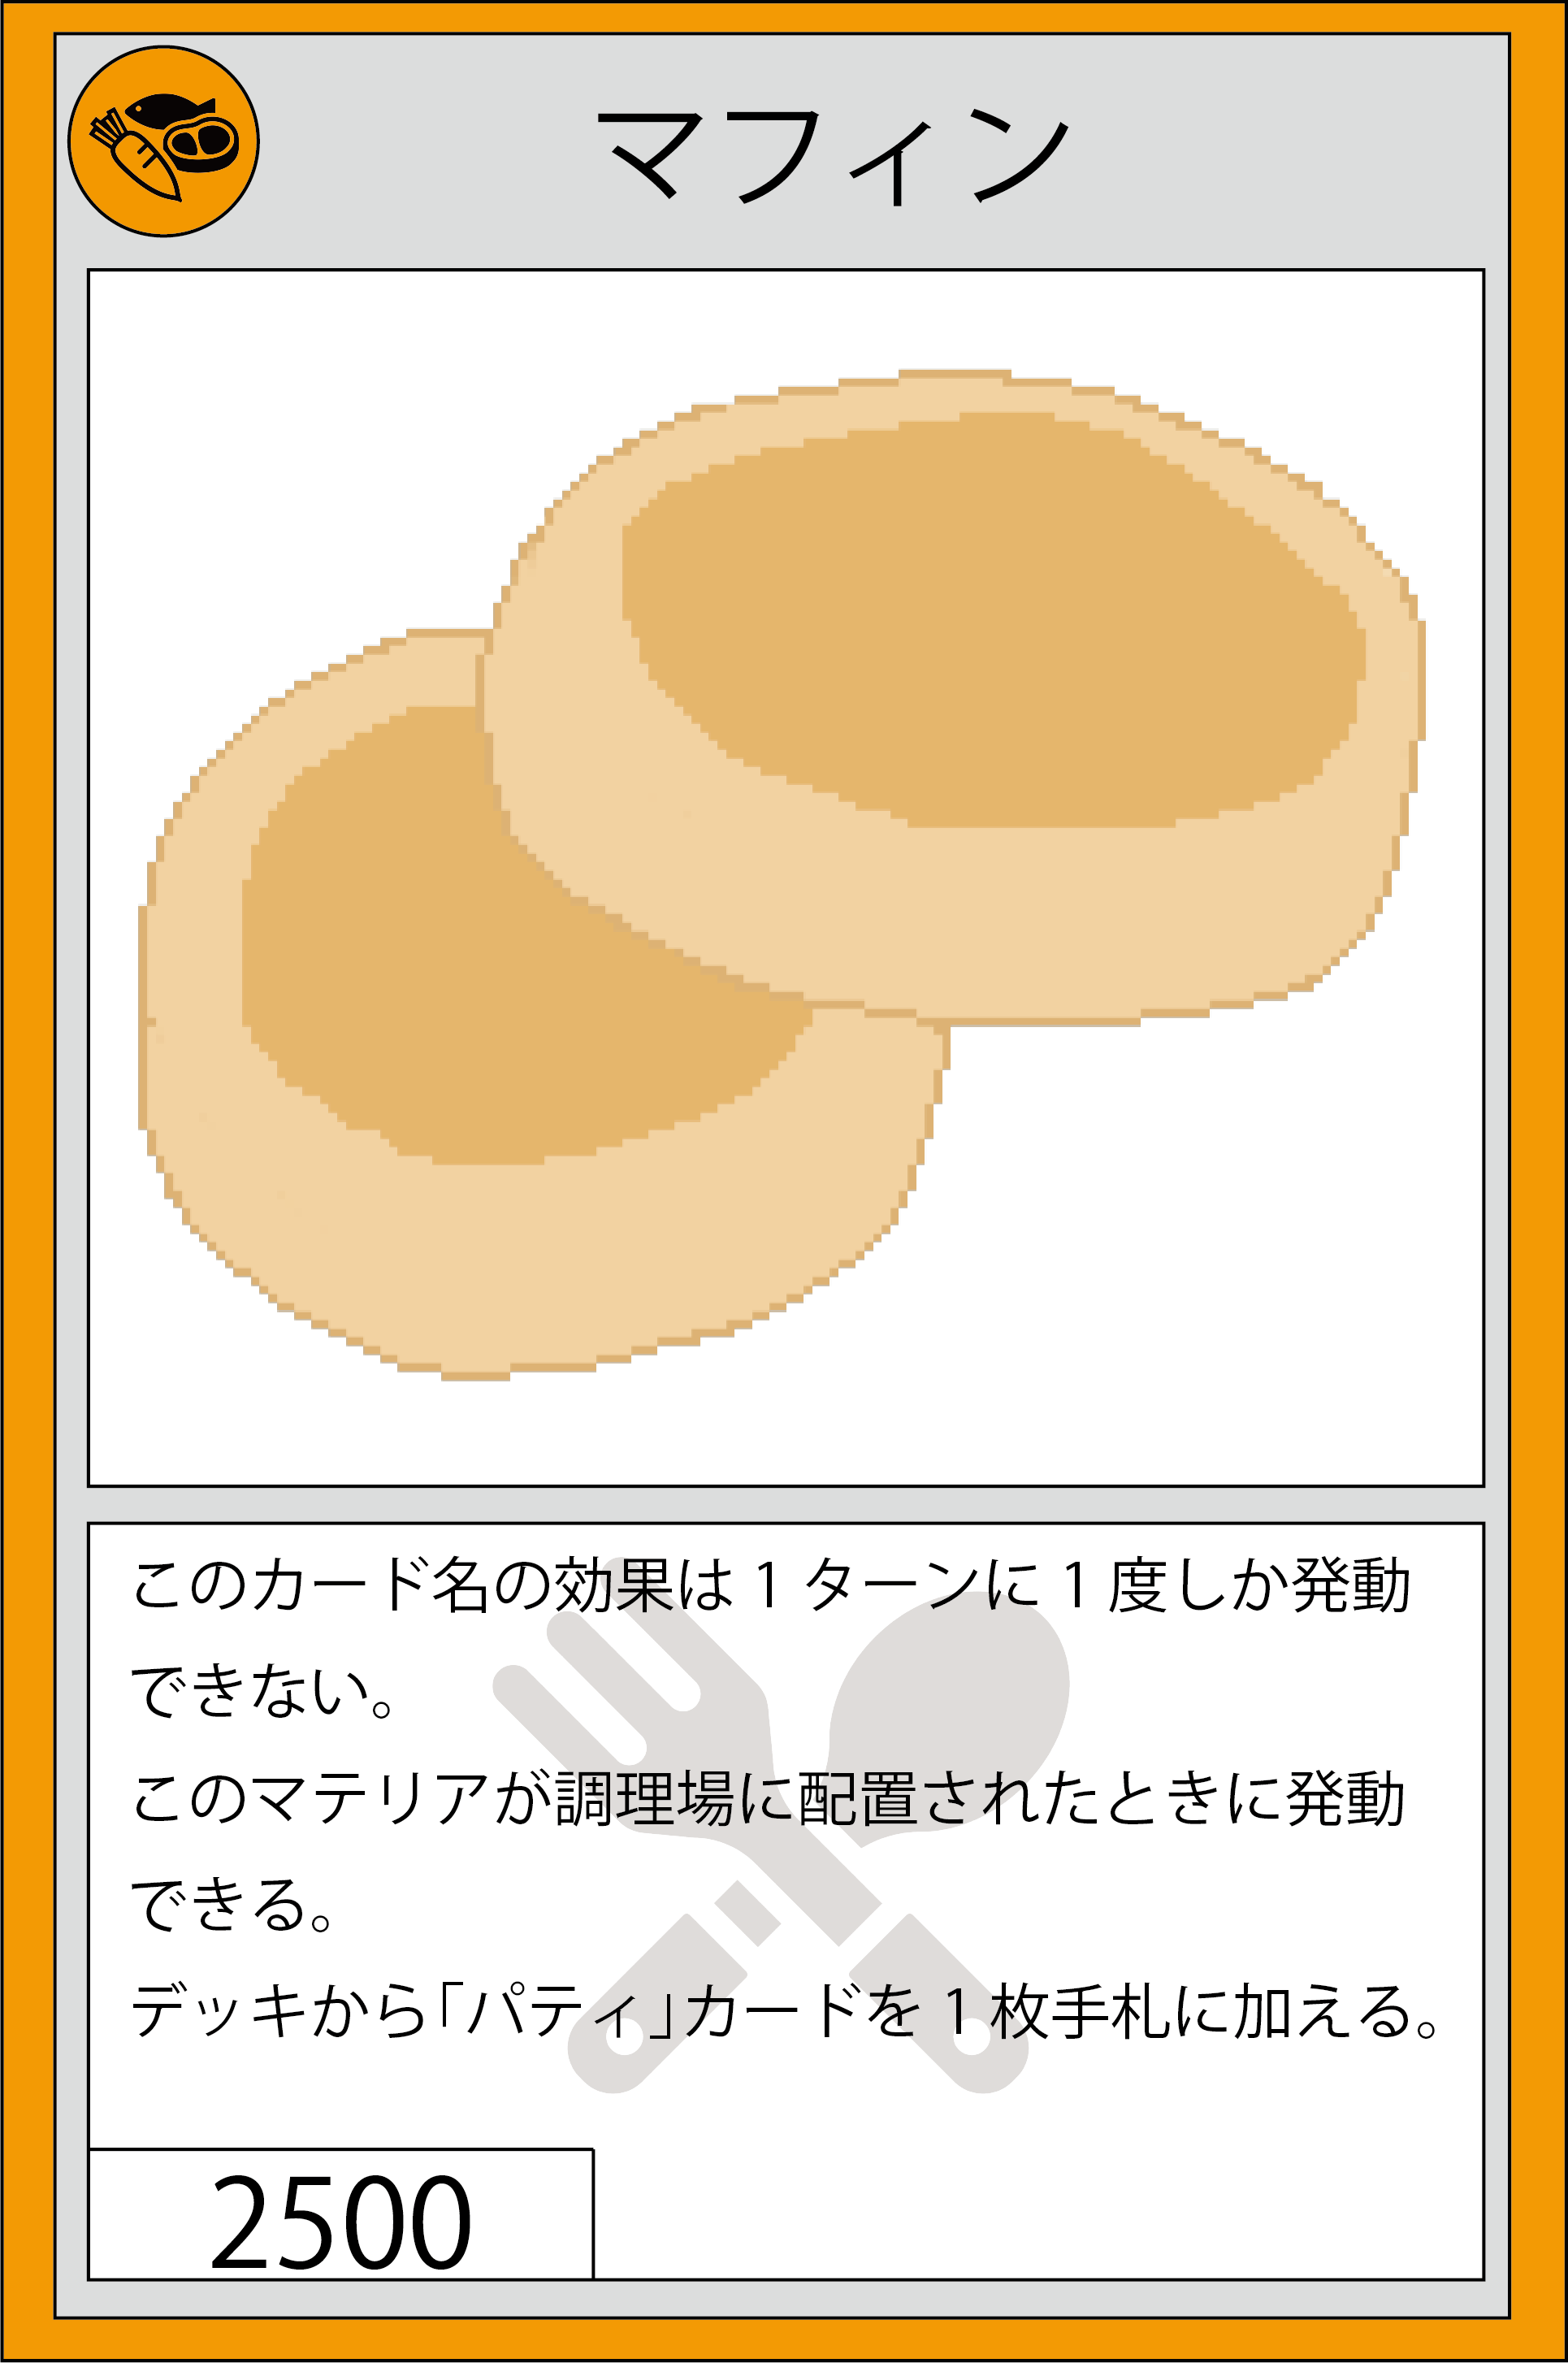 マフィン
このカード名の効果は1ターンに1度しか発動
できない。
このマテリアが調理場に配置されたときに発動
できる。
デッキから「パティ」カードを1枚手札に加える。
2500